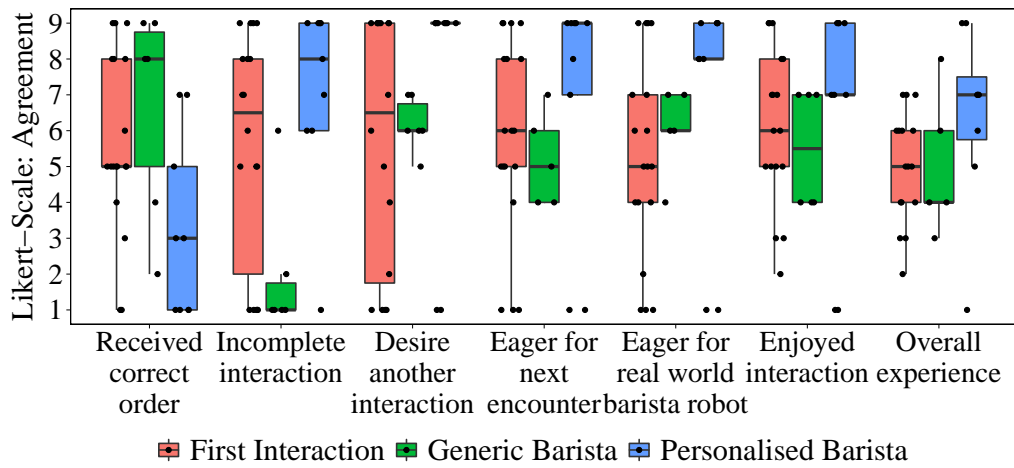 Likert−Scale: Agreement
9
8
7
6
5
4
3
2
1
Received Incomplete Desire Eager for Eager for Enjoyed Overall
correct interaction another next real world interaction experience
order interaction encounter barista robot
First Interaction Generic Barista Personalised Barista